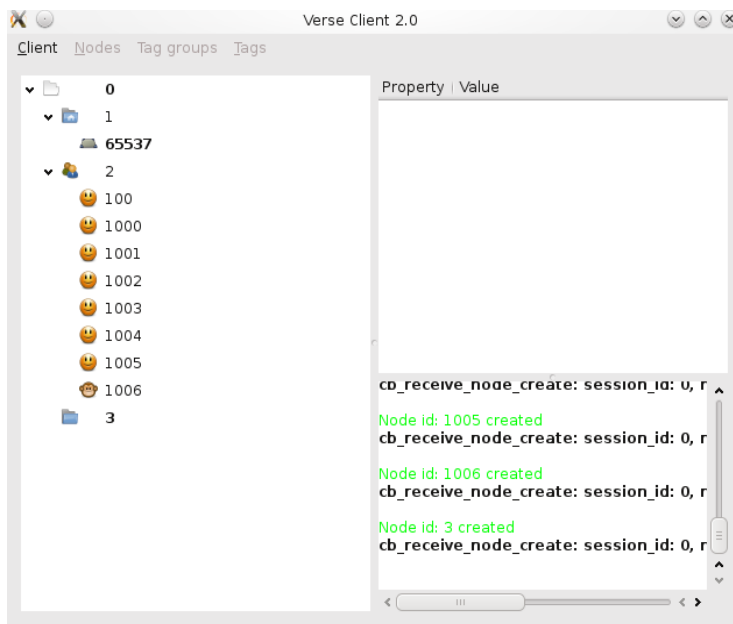 Verse Client 2.0
Client Nodes Tag groups Tags
0
1
65537
2
100
1000
1001
1002
1003
1004
1005
1006
3
Property Value
cb_receive_node_create: session_id: 0, r
Node id: 1005 created
cb_receive_node_create: session_id: 0, r
Node id: 1006 created
cb_receive_node_create: session_id: 0, r
Node id: 3 created
cb_receive_node_create: session_id: 0, r